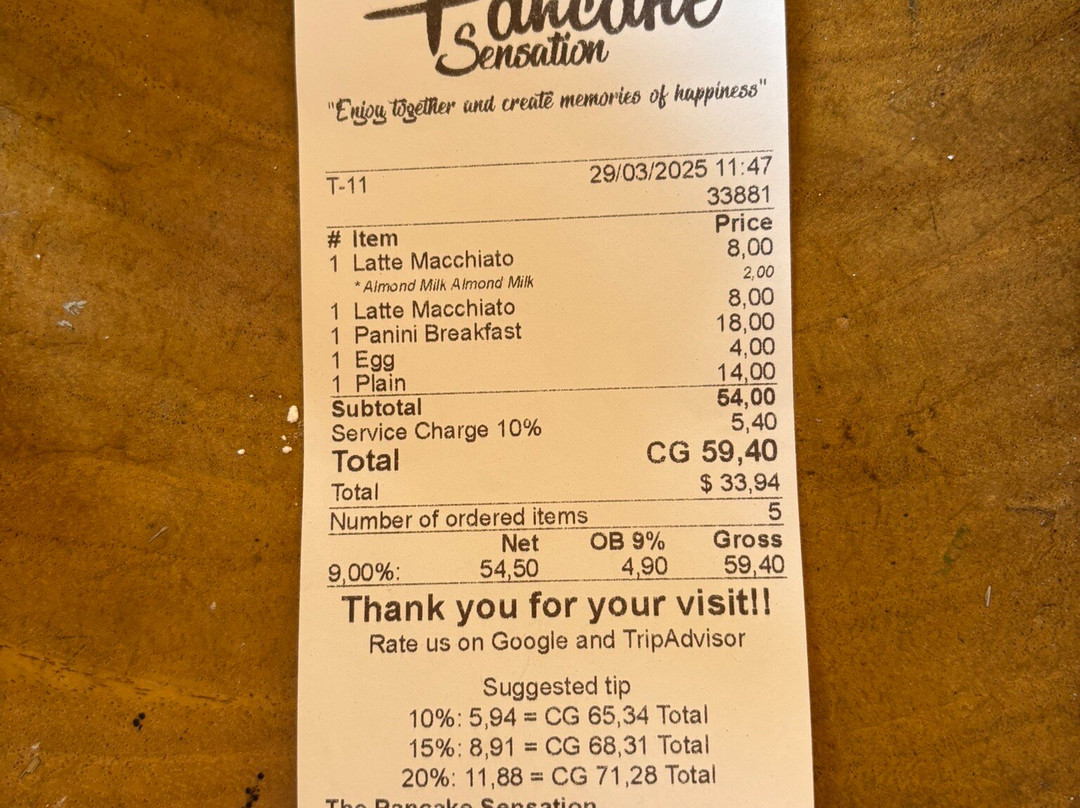 Pancake
Sensation
"Enjoy together and create memories of happiness"
T-11 29/03/2025 11:47
33881
# Item Price
1 Latte Macchiato 8,00
* Almond Milk Almond Milk 2,00
1 Latte Macchiato 8,00
1 Panini Breakfast 18,00
1 Egg 4,00
1 Plain 14,00
Subtotal 54,00
Service Charge 10% 5,40
Total CG 59,40
Total $ 33,94
Number of ordered items 5
Net OB 9% Gross
9,00%: 54,50 4,90 59,40
Thank you for your visit!!
Rate us on Google and TripAdvisor
Suggested tip
10%: 5,94 = CG 65,34 Total
15%: 8,91 = CG 68,31 Total
20%: 11,88 = CG 71,28 Total
The Pancake Sensation